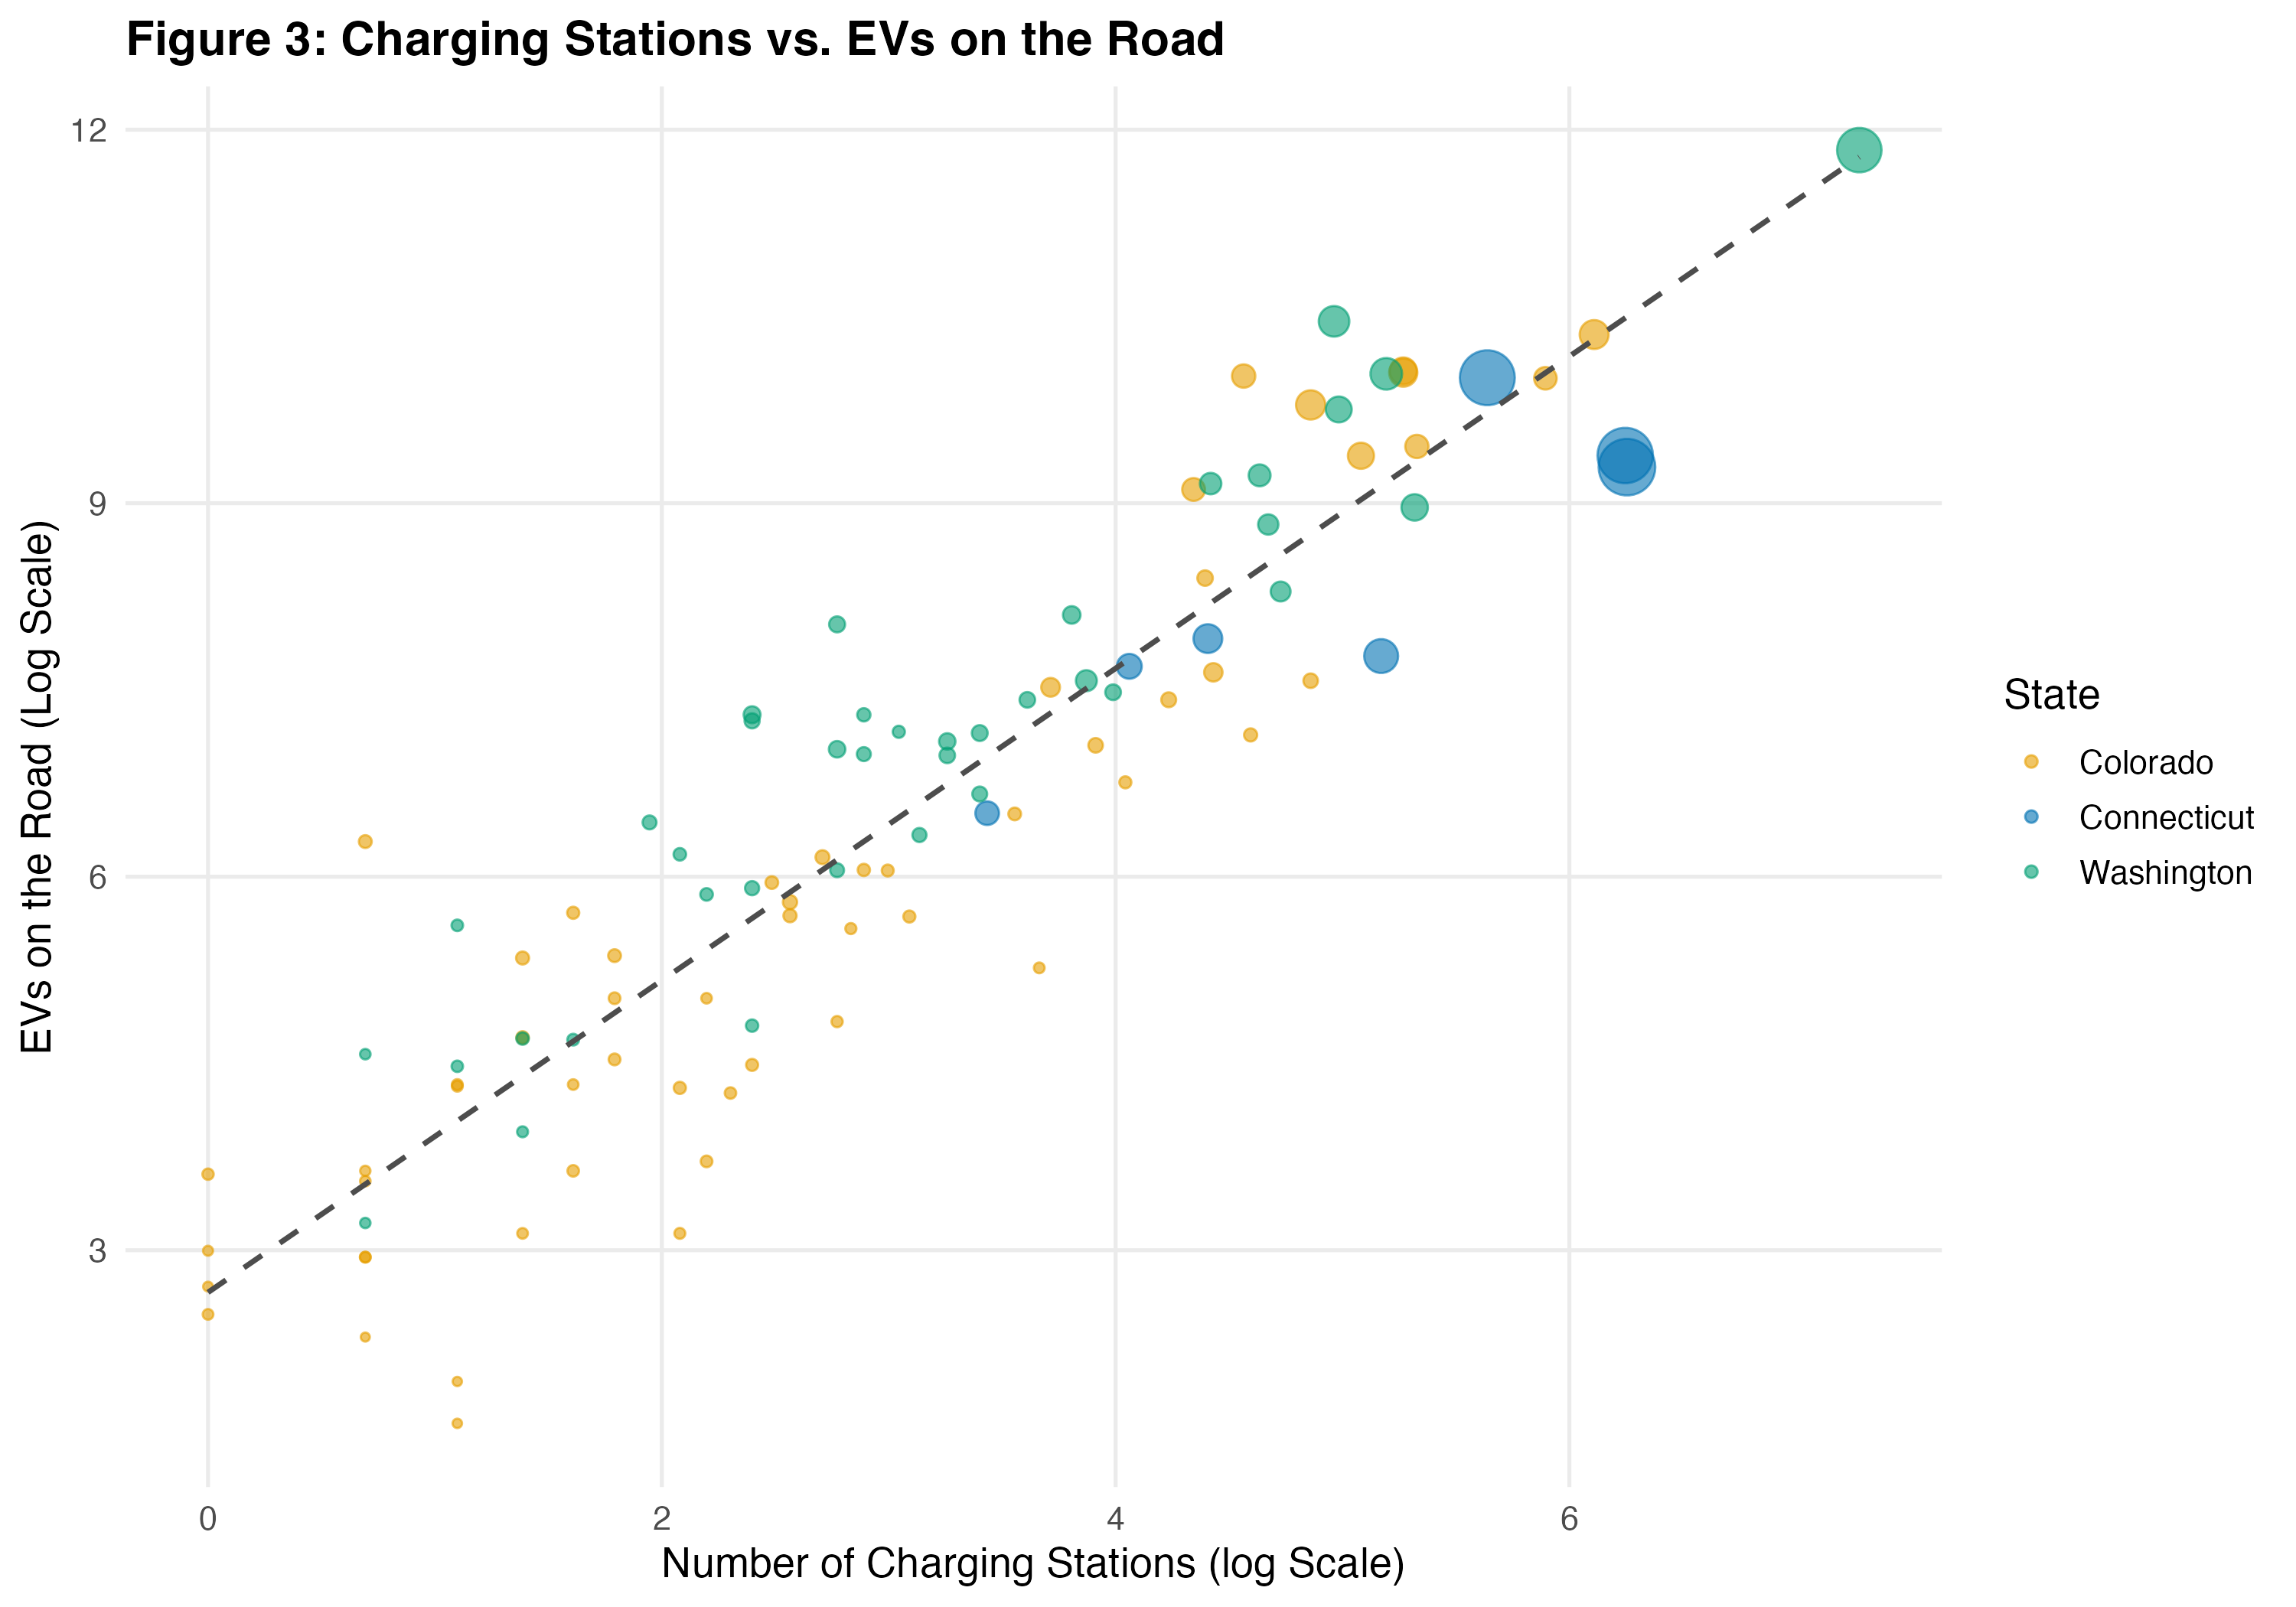 Figure 3: Charging Stations vs. EVs on the Road
12
9
6
3
EVs on the Road (Log Scale)
0
2
4
6
Number of Charging Stations (log Scale)
State
Colorado
Connecticut
Washington